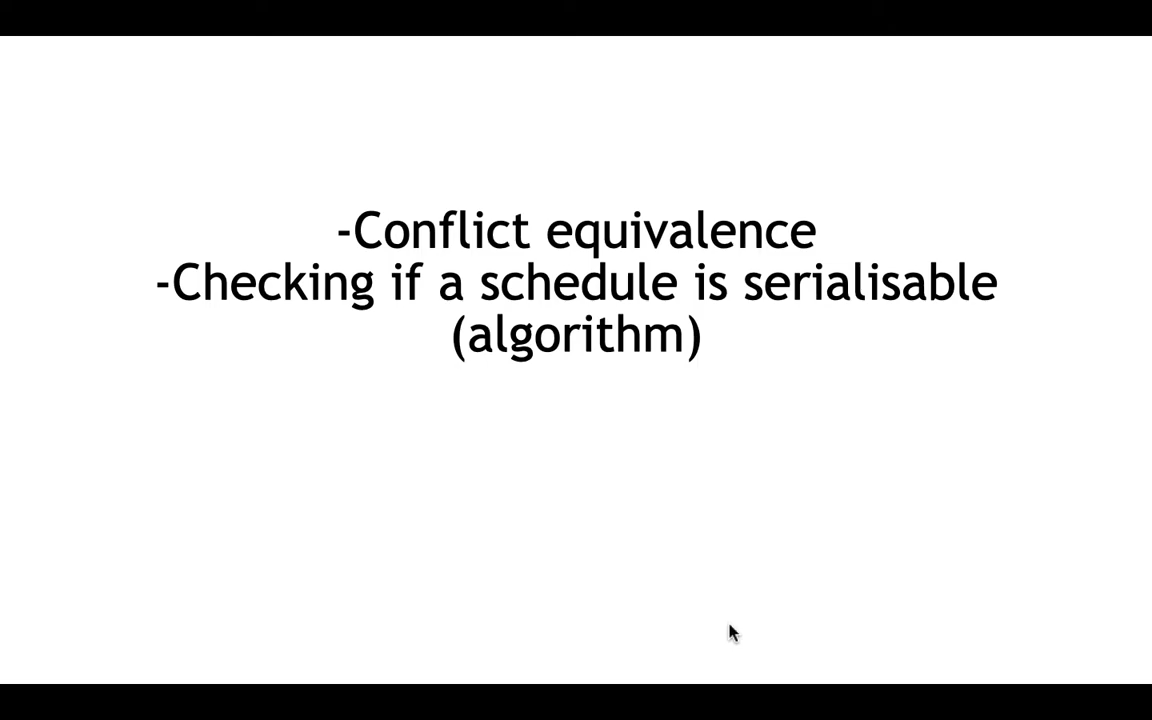 -Conflict equivalence
-Checking if a schedule is serialisable
(algorithm)